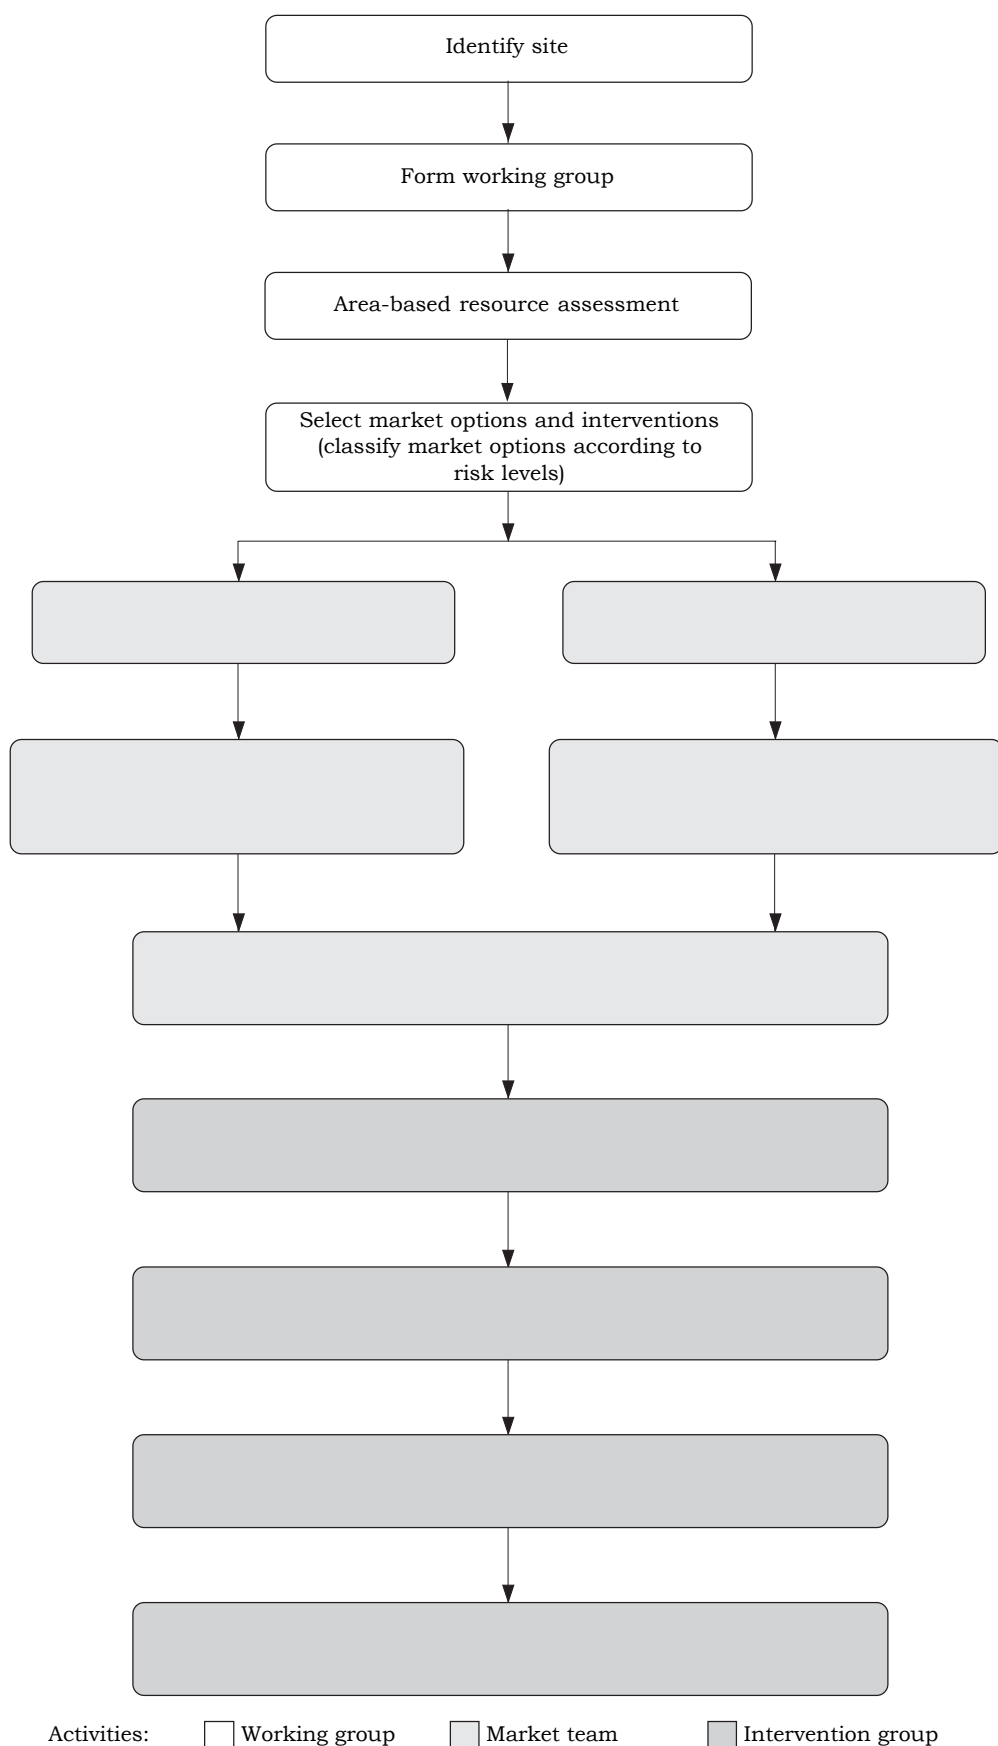 Identify site
Form working group
Area-based resource assessment
Select market options and interventions
(classify market options according to
risk levels)
Activities: Working group Market team Intervention group